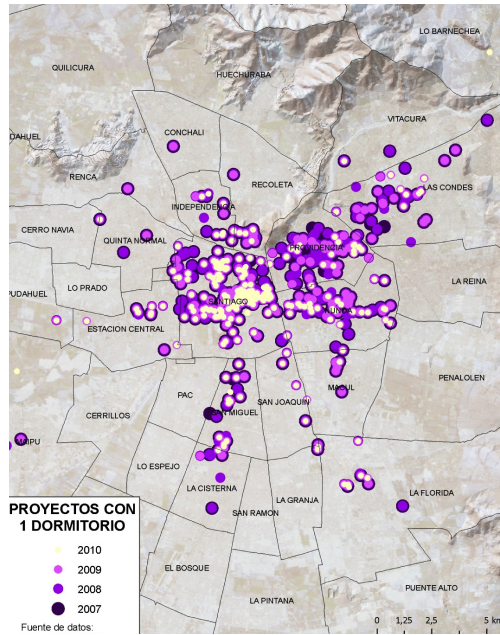 LO BARNECHEA
QUILICURA
HUECHURABA
VITACURA
CONCHALI
DAHUEL
RENCA
RECOLETA
LAS CONDES
INDEPENDENCIA
CERRO NAVIA
QUINTA NORMAL
PROVIDENCIA
LA REINA
LO PRADO
PUDAHUEL
SANTIAGO
ÑUÑOA
ESTACION CENTRAL
PENALOLEN
MACUL
PAC
SAN JOAQUIN
SAN MIGUEL
CERRILLOS
MAIPU
LO ESPEJO
LA CISTERNA
LA GRANJA
LA FLORIDA
SAN RAMON
EL BOSQUE
PUENTE ALTO
LA PINTANA
PROYECTOS CON
1 DORMITORIO
2010
2009
2008
2007
Fuente de datos:
0 1,25 2,5 5 km